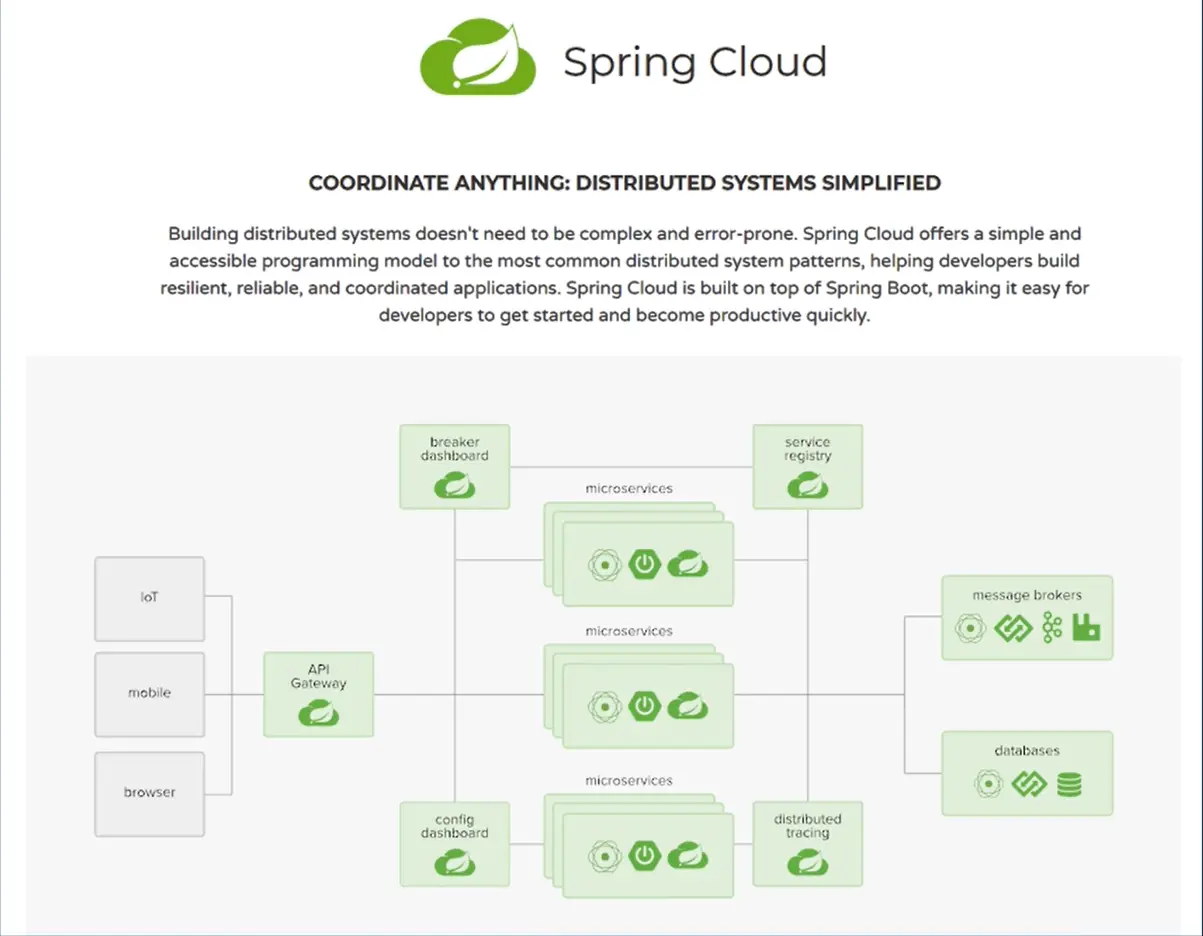 Spring Cloud
COORDINATE ANYTHING: DISTRIBUTED SYSTEMS SIMPLIFIED
Building distributed systems doesn't need to be complex and error-prone. Spring Cloud offers a simple and
accessible programming model to the most common distributed system patterns, helping developers build
resilient, reliable, and coordinated applications. Spring Cloud is built on top of Spring Boot, making it easy for
developers to get started and become productive quickly.
breaker
dashboard
service
registry
microservices
IoT
message brokers
microservices
API
Gateway
mobile
databases
microservices
browser
config
dashboard
distributed
tracing